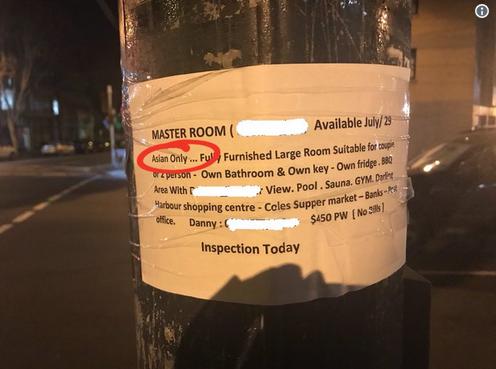 MASTER ROOM ( Available July/ 29
Asian Only ... Fully Furnished Large Room Suitable for couple
or 2 person - Own Bathroom & Own key - Own fridge . BBQ
Area With View. Pool . Sauna. GYM. Darling
Harbour shopping centre - Coles Supper market – Banks – Post
office. Danny : $450 PW [ No Bills ]
Inspection Today